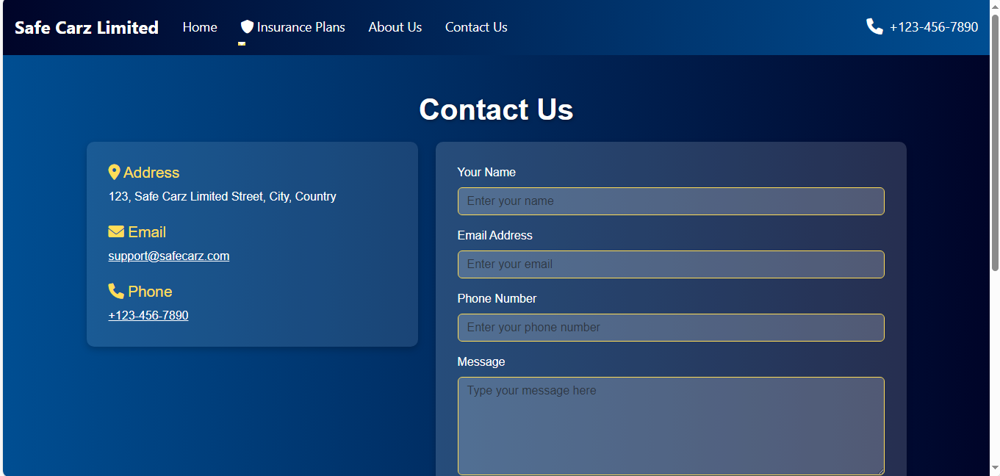 Safe Carz Limited Home Insurance Plans About Us Contact Us +123-456-7890
Contact Us
Address
123, Safe Carz Limited Street, City, Country
Email
support@safecarz.com
Phone
+123-456-7890
Your Name
Enter your name
Email Address
Enter your email
Phone Number
Enter your phone number
Message
Type your message here